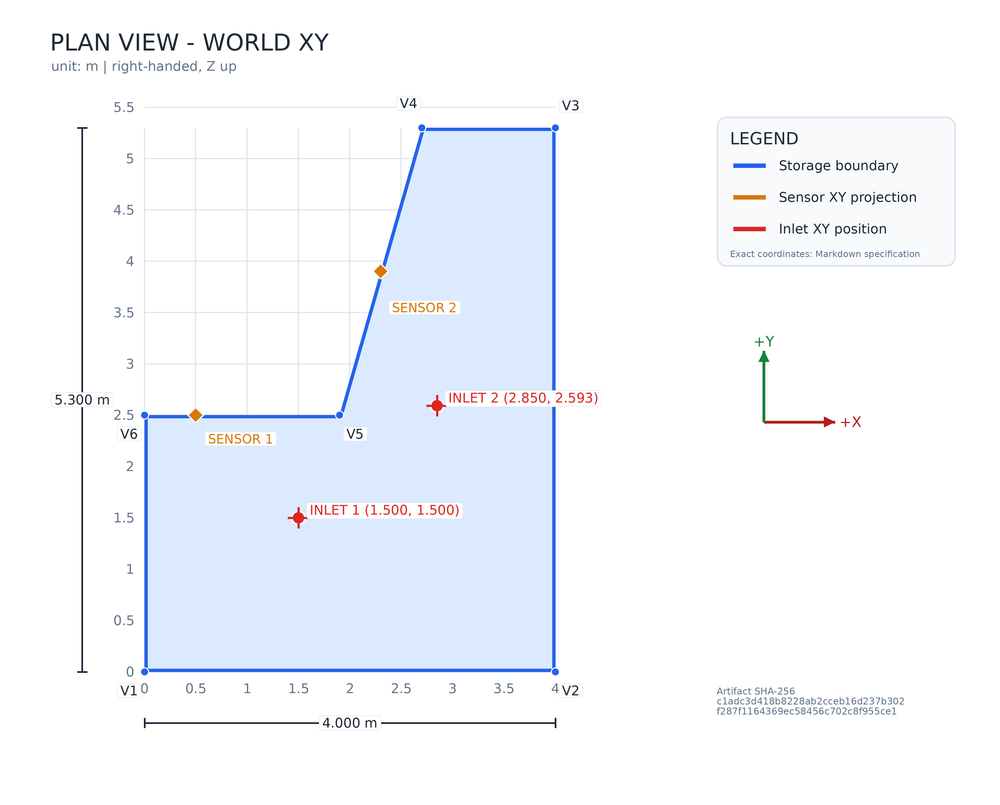 PLAN VIEW - WORLD XY
unit: m | right-handed, Z up
V4
V3
5.5
5
4.5
4
3.5
3
2.5
2
1.5
1
0.5
0
5.300 m
SENSOR 2
INLET 2 (2.850, 2.593)
V6
SENSOR 1
V5
INLET 1 (1.500, 1.500)
V1
0 0.5 1 1.5 2 2.5 3 3.5 4
V2
4.000 m
LEGEND
Storage boundary
Sensor XY projection
Inlet XY position
Exact coordinates: Markdown specification
+Y
+X
Artifact SHA-256
c1adc3d418b8228ab2cceb16d237b302
f287f1164369ec58456c702c8f955ce1